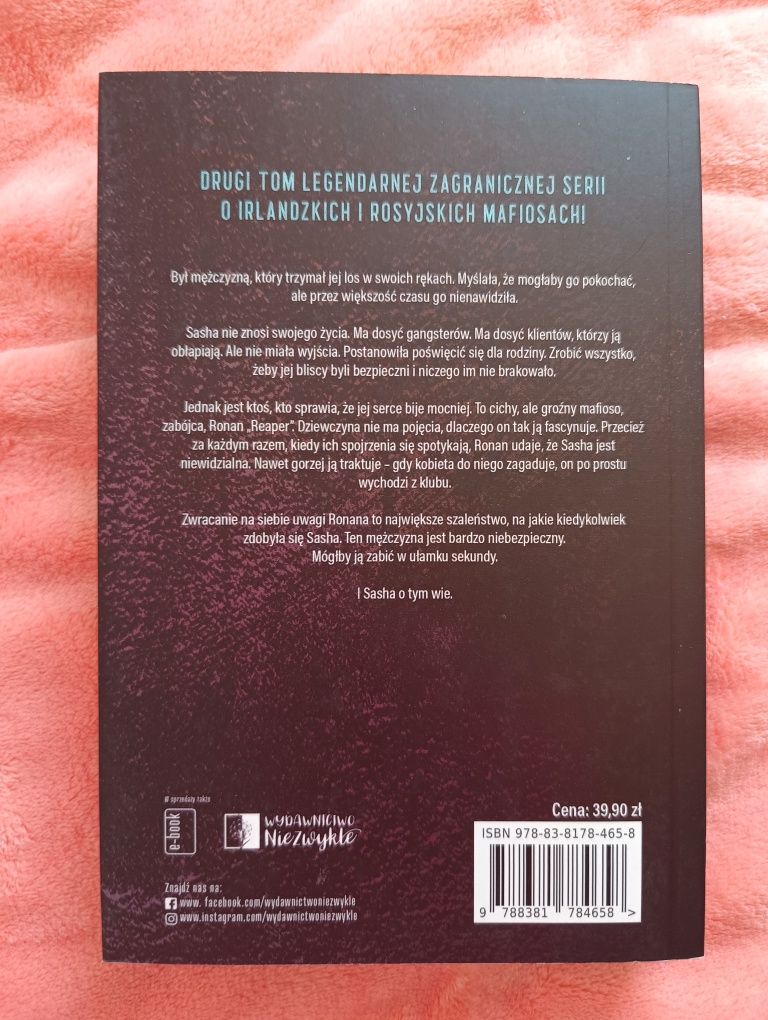 DRUGI TOM LEGENDARNEJ ZAGRANICZNEJ SERII
O IRLANDZKICH I ROSYJSKICH MAFIOSACH!
Był mężczyzną, który trzymał jej los w swoich rękach. Myślała, że mogłaby go pokochać,
ale przez większość czasu go nienawidziła.
Sasha nie znosi swojego życia. Ma dosyć gangsterów. Ma dosyć klientów, którzy ją
obłapiają. Ale nie miała wyjścia. Postanowiła poświęcić się dla rodziny. Zrobić wszystko,
żeby jej bliscy byli bezpieczni i niczego im nie brakowało.
Jednak jest ktoś, kto sprawia, że jej serce bije mocniej. To cichy, ale groźny mafioso,
zabójca, Ronan „Reaper”. Dziewczyna nie ma pojęcia, dlaczego on tak ją fascynuje. Przecież
za każdym razem, kiedy ich spojrzenia się spotykają, Ronan udaje, że Sasha jest
niewidzialna. Nawet gorzej ją traktuje – gdy kobieta do niego zagaduje, on po prostu
wychodzi z klubu.
Zwracanie na siebie uwagi Ronana to największe szaleństwo, na jakie kiedykolwiek
zdobyła się Sasha. Ten mężczyzna jest bardzo niebezpieczny.
Mógłby ją zabić w ułamku sekundy.
I Sasha o tym wie.
W sprzedaży także
e-book
WYDAWNICTWO
NieZwykłe
Znajdź nas na:
www. facebook.com/wydawnictwoniezwykle
www.instagram.com/wydawnictwoniezwykle
Cena: 39,90 zł
ISBN 978-83-8178-465-8
9 788381 784658 >